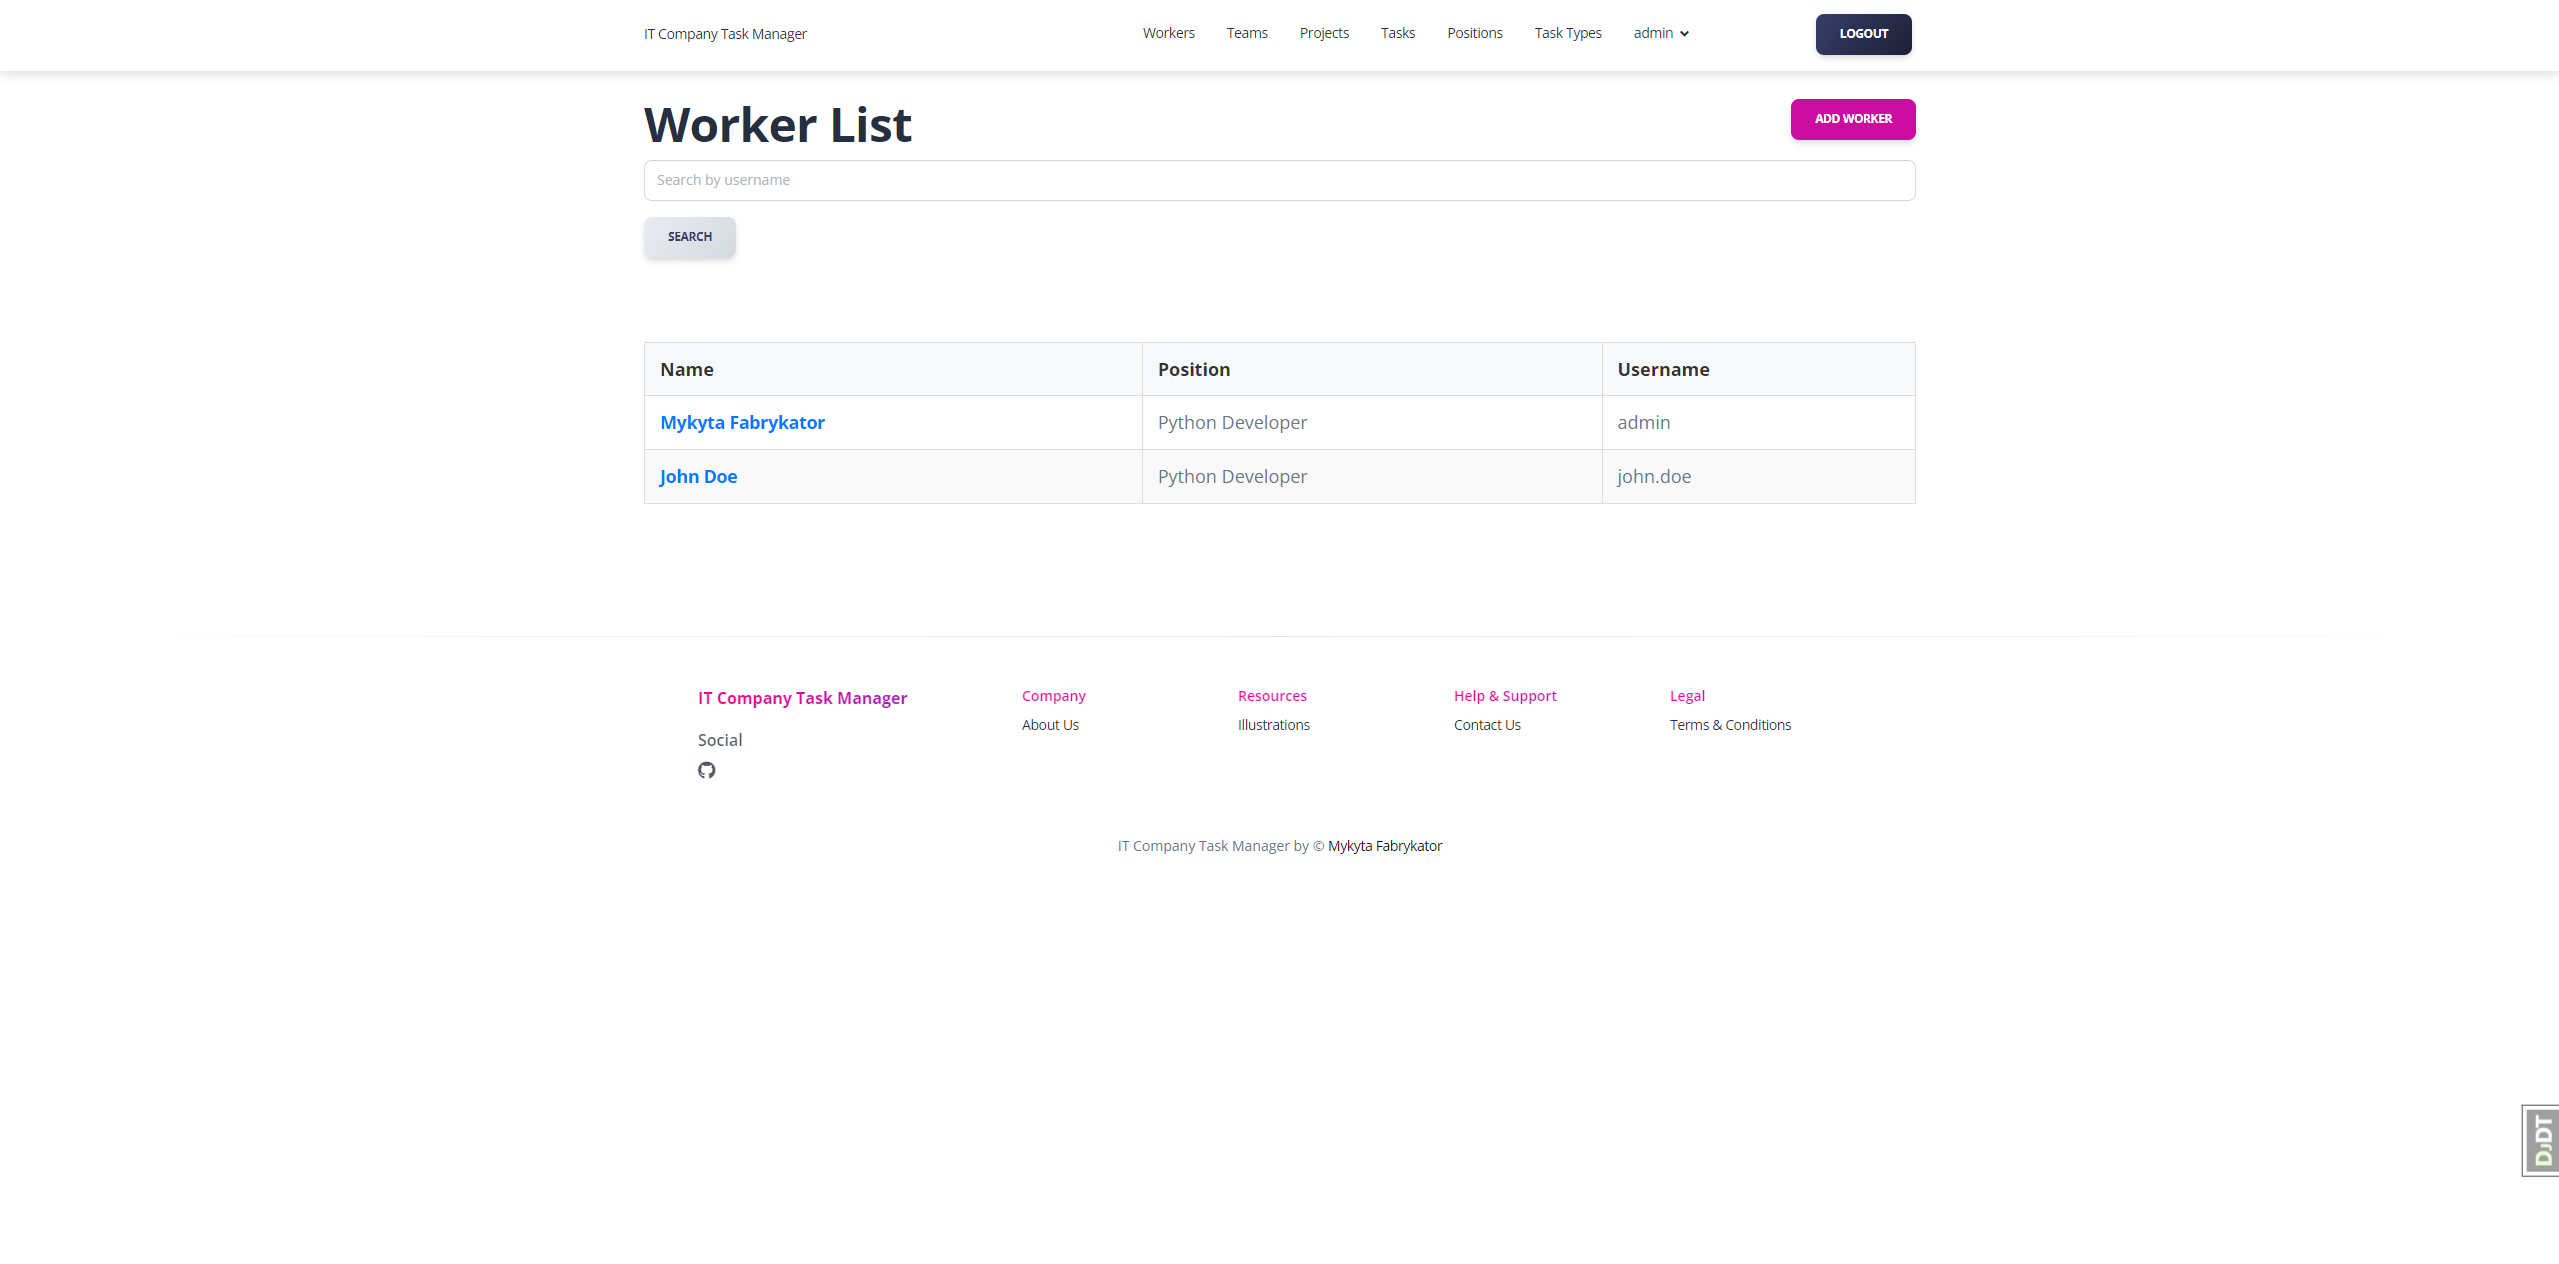 IT Company Task Manager Workers Teams Projects Tasks Positions Task Types admin LOGOUT
Worker List ADD WORKER
Search by username
SEARCH
Name Position Username
Mykyta Fabrykator Python Developer admin
John Doe Python Developer john.doe
IT Company Task Manager Company Resources Help & Support Legal
About Us Illustrations Contact Us Terms & Conditions
Social
IT Company Task Manager by © Mykyta Fabrykator
DJDT